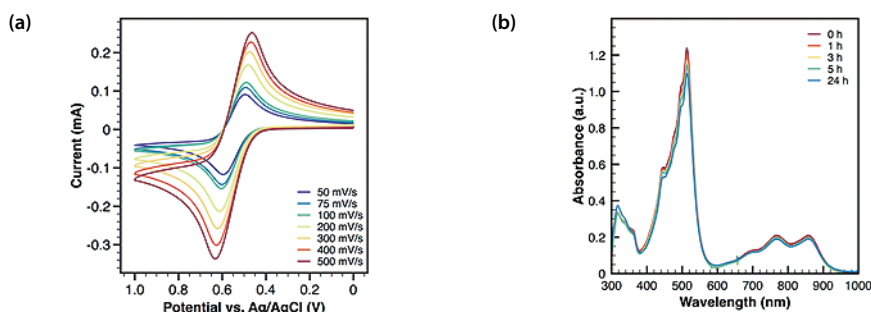 (a)
0.2
0.1
0
-0.1
-0.2
-0.3
Current (mA)
50 mV/s
75 mV/s
100 mV/s
200 mV/s
300 mV/s
400 mV/s
500 mV/s
1.0 0.8 0.6 0.4 0.2 0
Potential vs. Ag/AgCl (V)
(b)
1.2
1.0
0.8
0.6
0.4
0.2
0
Absorbance (a.u.)
0 h
1 h
3 h
5 h
24 h
300 400 500 600 700 800 900 1000
Wavelength (nm)